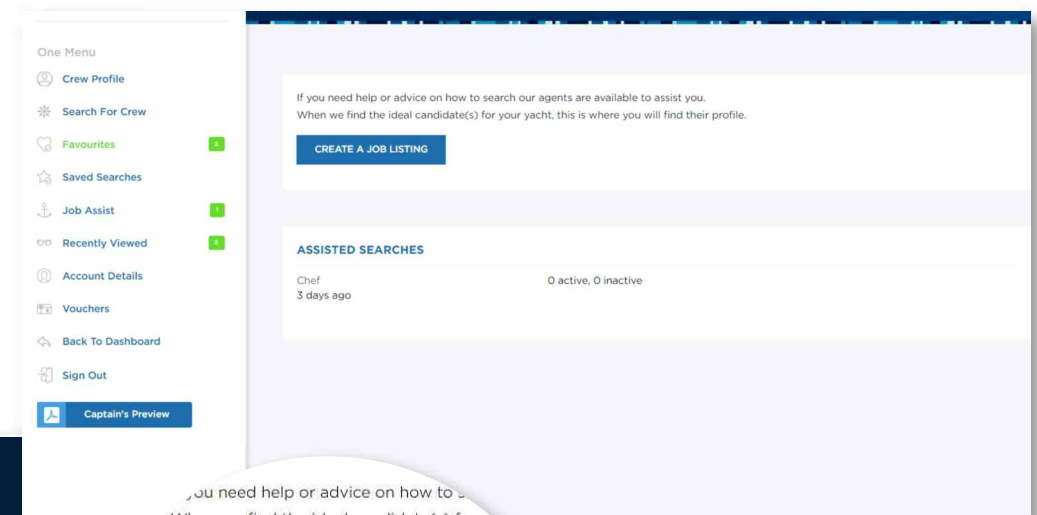 One Menu
Crew Profile
Search For Crew
Favourites 2
Saved Searches
Job Assist 1
Recently Viewed 2
Account Details
Vouchers
Back To Dashboard
Sign Out
Captain's Preview
If you need help or advice on how to search our agents are available to assist you.
When we find the ideal candidate(s) for your yacht, this is where you will find their profile.
CREATE A JOB LISTING
ASSISTED SEARCHES
Chef 0 active, 0 inactive
3 days ago
you need help or advice on how to